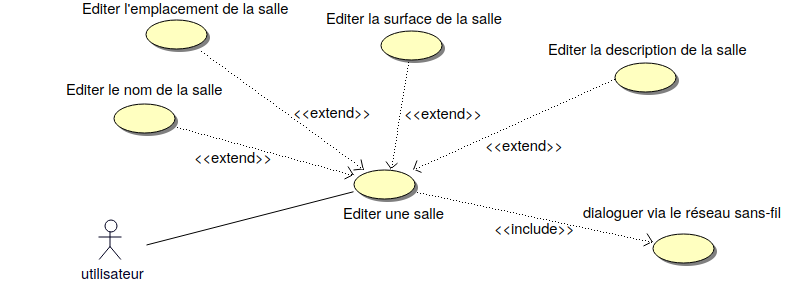 Editer l'emplacement de la salle
Editer la surface de la salle
Editer la description de la salle
Editer le nom de la salle
<<extend>>
<<extend>>
<<extend>>
<<extend>>
Editer une salle
dialoguer via le réseau sans-fil
<<include>>
utilisateur